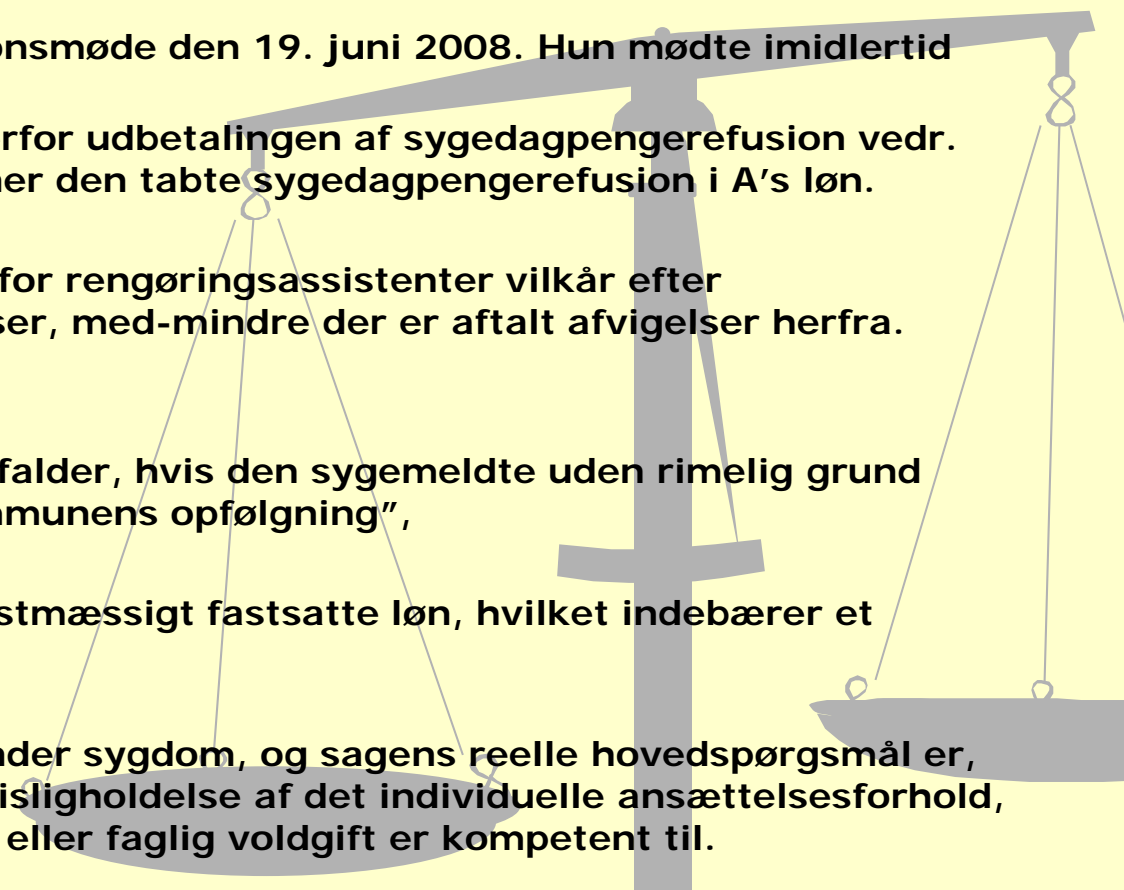 onsmøde den 19. juni 2008. Hun mødte imidlertid
rfor udbetalingen af sygedagpengerefusion vedr.
er den tabte sygedagpengerefusion i A’s løn.
for rengøringsassistenter vilkår efter
ser, med-mindre der er aftalt afvigelser herfra.
falder, hvis den sygemeldte uden rimelig grund
mmunens opfølgning”,
stmæssigt fastsatte løn, hvilket indebærer et
nder sygdom, og sagens reelle hovedspørgsmål er,
isligholdelse af det individuelle ansættelsesforhold,
eller faglig voldgift er kompetent til.